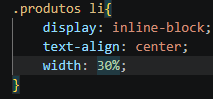 .produtos li{
display: inline-block;
text-align: center;
width: 30%;
}